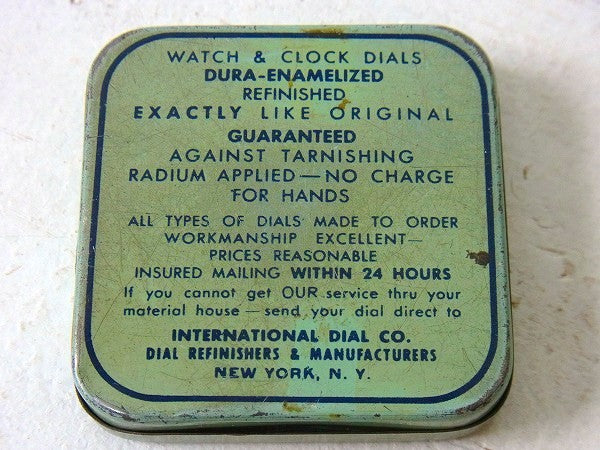 WATCH & CLOCK DIALS
DURA-ENAMELIZED
REFINISHED
EXACTLY LIKE ORIGINAL
GUARANTEED
AGAINST TARNISHING
RADIUM APPLIED—NO CHARGE
FOR HANDS
ALL TYPES OF DIALS MADE TO ORDER
WORKMANSHIP EXCELLENT—
PRICES REASONABLE
INSURED MAILING WITHIN 24 HOURS
If you cannot get OUR service thru your
material house—send your dial direct to
INTERNATIONAL DIAL CO.
DIAL REFINISHERS & MANUFACTURERS
NEW YORK, N. Y.